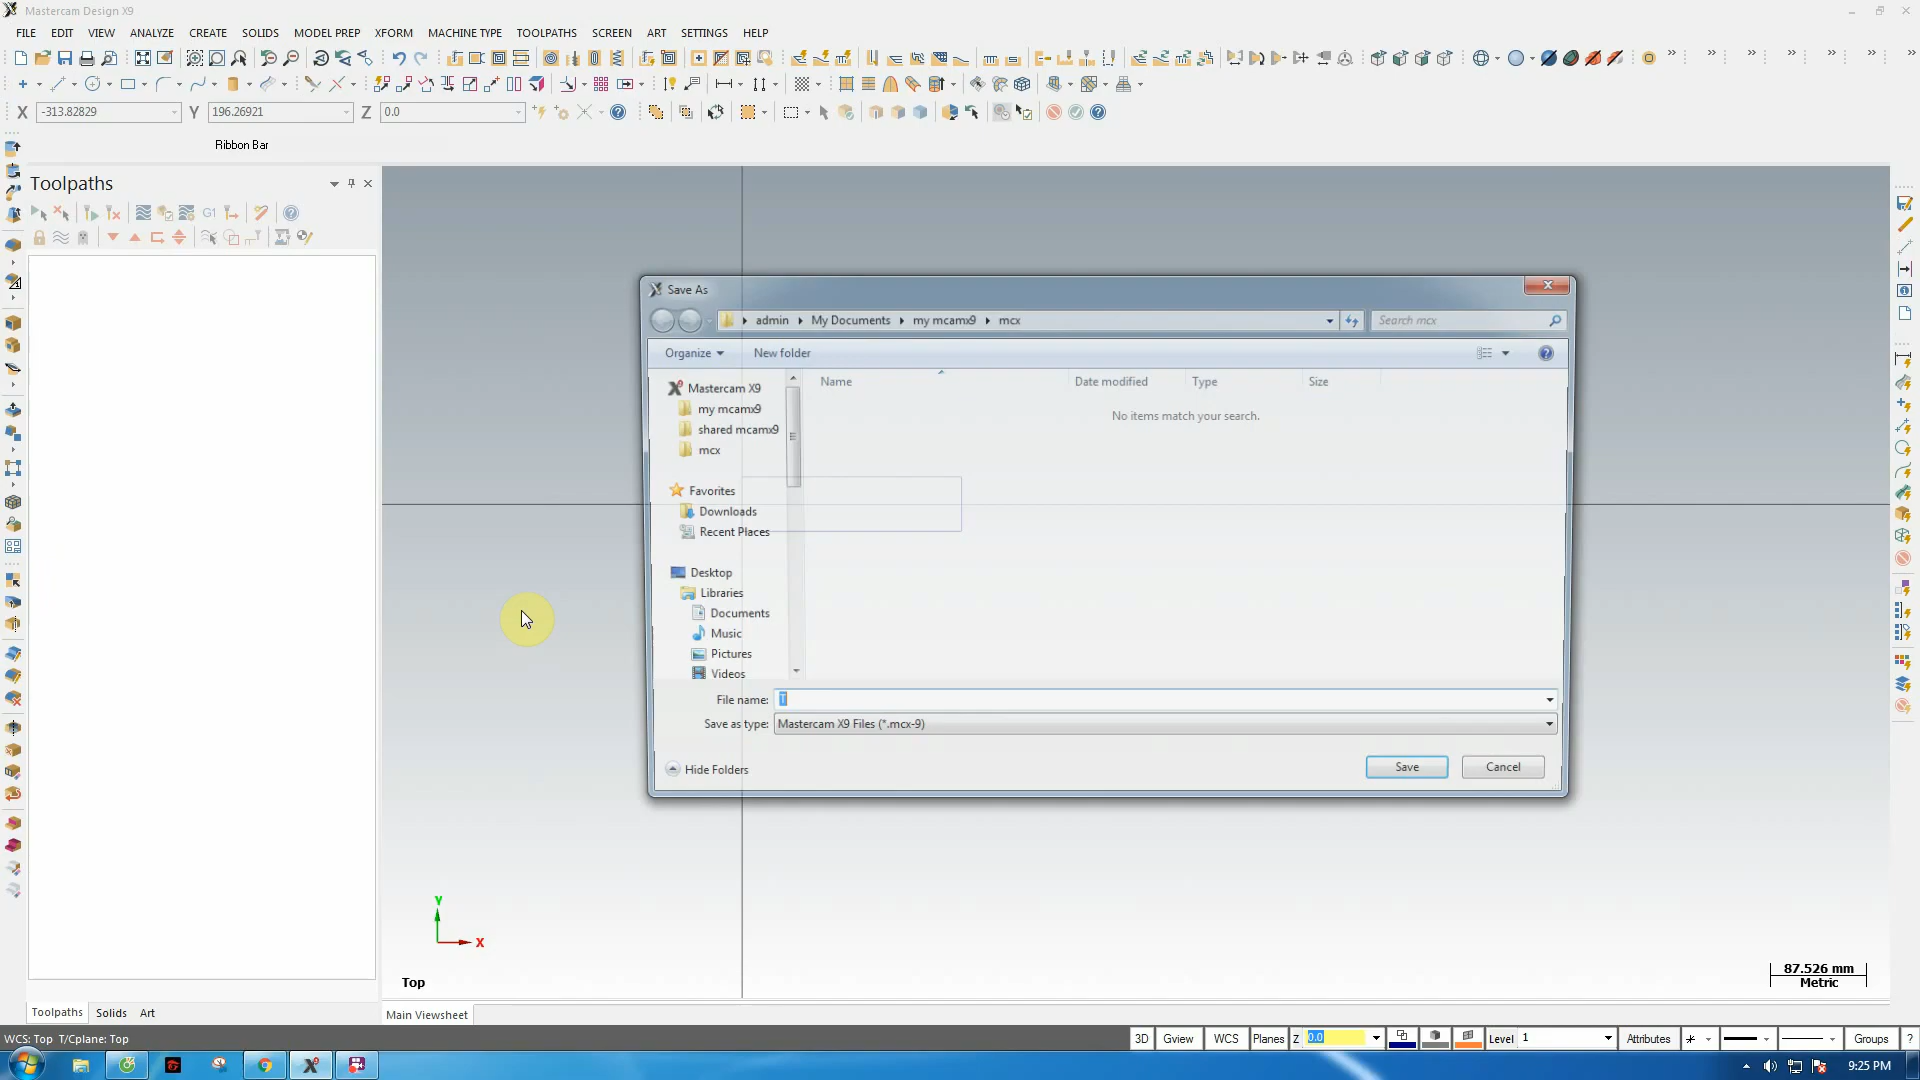 Mastercam Design X9
FILE EDIT VIEW ANALYZE CREATE SOLIDS MODEL PREP XFORM MACHINE TYPE TOOLPATHS SCREEN ART SETTINGS HELP
X -313.82829 Y 196.26921 Z 0.0
Ribbon Bar
Toolpaths
G1
Save As
admin My Documents my mcamx9 mcx
Search mcx
Organize New folder
Name Date modified Type Size
No items match your search.
Mastercam X9
my mcamx9
shared mcamx9
mcx
Favorites
Downloads
Recent Places
Desktop
Libraries
Documents
Music
Pictures
Videos
File name: T
Save as type: Mastercam X9 Files (*.mcx-9)
Hide Folders
Save Cancel
Y
X
Top
87.526 mm
Metric
Toolpaths Solids Art
Main Viewsheet
WCS: Top T/Cplane: Top
3D Gview WCS Planes Z 0.0 Level 1 Attributes Groups ?
9:25 PM